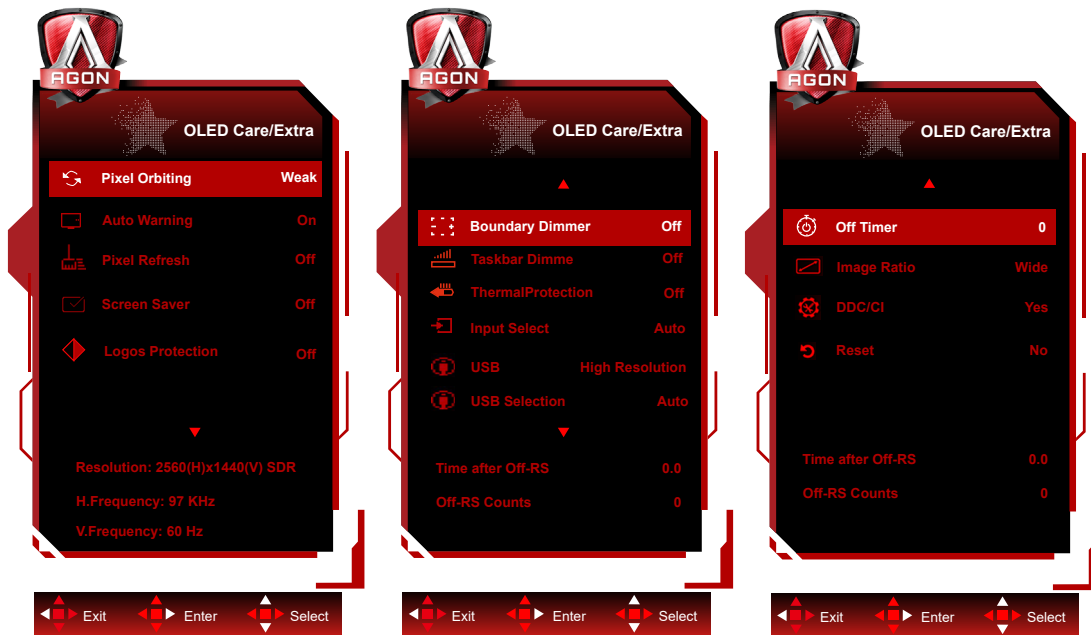 AGON
OLED Care/Extra
Pixel Orbiting Weak
Auto Warning On
Pixel Refresh Off
Screen Saver Off
Logos Protection Off
Resolution: 2560(H)x1440(V) SDR
H.Frequency: 97 KHz
V.Frequency: 60 Hz
Exit Enter Select
AGON
OLED Care/Extra
Boundary Dimmer Off
Taskbar Dimme Off
ThermalProtection Off
Input Select Auto
USB High Resolution
USB Selection Auto
Time after Off-RS 0.0
Off-RS Counts 0
Exit Enter Select
AGON
OLED Care/Extra
Off Timer 0
Image Ratio Wide
DDC/CI Yes
Reset No
Time after Off-RS 0.0
Off-RS Counts 0
Exit Enter Select